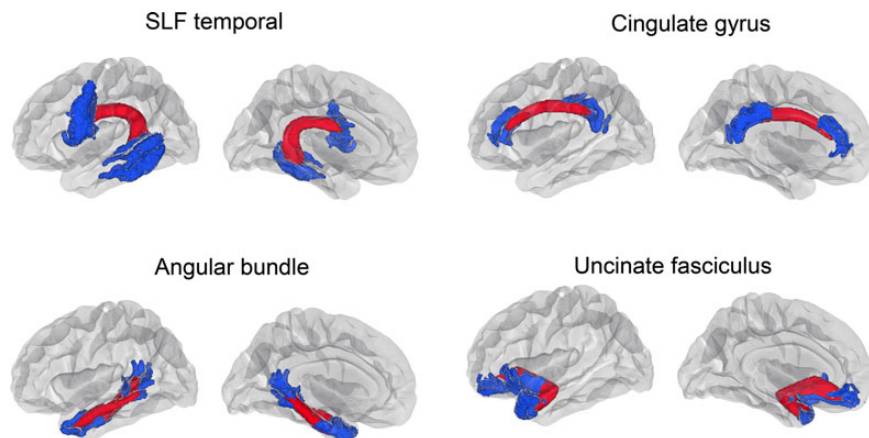 SLF temporal
Cingulate gyrus
Angular bundle
Uncinate fasciculus